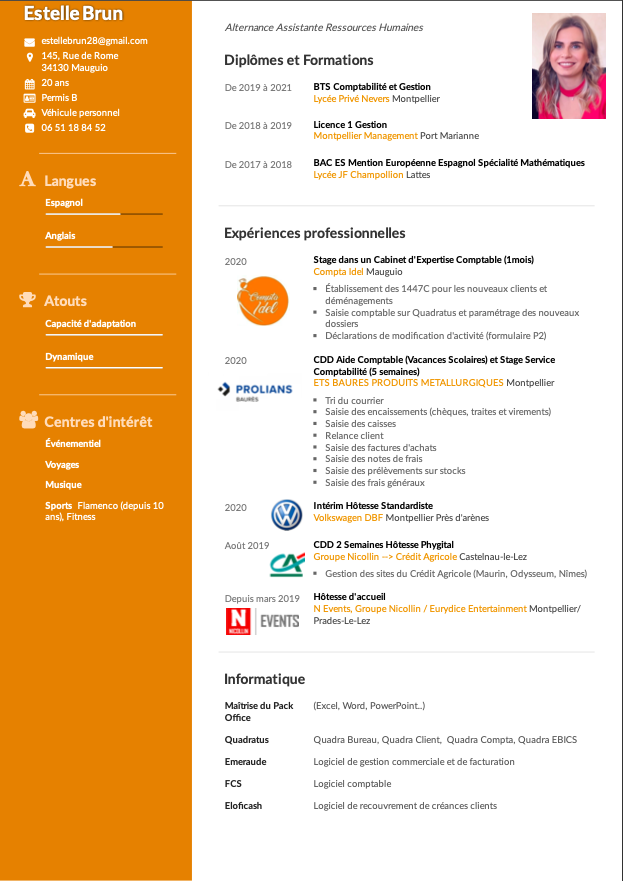 Estelle Brun
estellebrun28@gmail.com
145, Rue de Rome
34130 Mauguio
20 ans
Permis B
Véhicule personnel
06 51 18 84 52
Langues
Espagnol
Anglais
Atouts
Capacité d'adaptation
Dynamique
Centres d'intérêt
Événementiel
Voyages
Musique
Sports Flamenco (depuis 10
ans), Fitness
Alternance Assistante Ressources Humaines
Diplômes et Formations
De 2019 à 2021 BTS Comptabilité et Gestion
Lycée Privé Nevers Montpellier
De 2018 à 2019 Licence 1 Gestion
Montpellier Management Port Marianne
De 2017 à 2018 BAC ES Mention Européenne Espagnol Spécialité Mathématiques
Lycée JF Champollion Lattes
Expériences professionnelles
2020 Stage dans un Cabinet d'Expertise Comptable (1mois)
Compta Idel Mauguio
Compta
Idel
Établissement des 1447C pour les nouveaux clients et
déménagements
Saisie comptable sur Quadratus et paramétrage des nouveaux
dossiers
Déclarations de modification d'activité (formulaire P2)
2020 CDD Aide Comptable (Vacances Scolaires) et Stage Service
Comptabilité (5 semaines)
ETS BAURES PRODUITS METALLURGIQUES Montpellier
PROLIANS
BAURES
Tri du courrier
Saisie des encaissements (chèques, traites et virements)
Saisie des caisses
Relance client
Saisie des factures d'achats
Saisie des notes de frais
Saisie des prélèvements sur stocks
Saisie des frais généraux
2020 Intérim Hôtesse Standardiste
Volkswagen DBF Montpellier Près d'arènes
Août 2019 CDD 2 Semaines Hôtesse Phygital
Groupe Nicollin --> Crédit Agricole Castelnau-le-Lez
CA
Gestion des sites du Crédit Agricole (Maurin, Odysseum, Nîmes)
Depuis mars 2019 Hôtesse d'accueil
N Events, Groupe Nicollin / Eurydice Entertainment Montpellier/
Prades-Le-Lez
N
NICOLLIN
EVENTS
Informatique
Maîtrise du Pack (Excel, Word, PowerPoint..)
Office
Quadratus Quadra Bureau, Quadra Client, Quadra Compta, Quadra EBICS
Emeraude Logiciel de gestion commerciale et de facturation
FCS Logiciel comptable
Eloficash Logiciel de recouvrement de créances clients